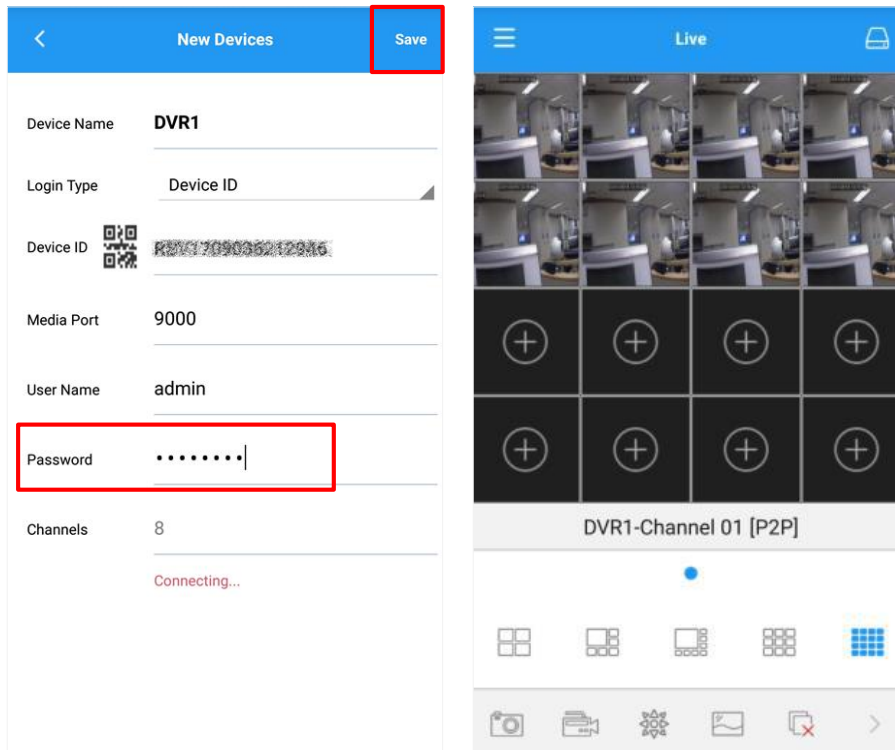 New Devices
Save
Device Name DVR1
Login Type Device ID
Device ID
Media Port 9000
User Name admin
Password ••••••••
Channels 8
Connecting...
Live
DVR1-Channel 01 [P2P]